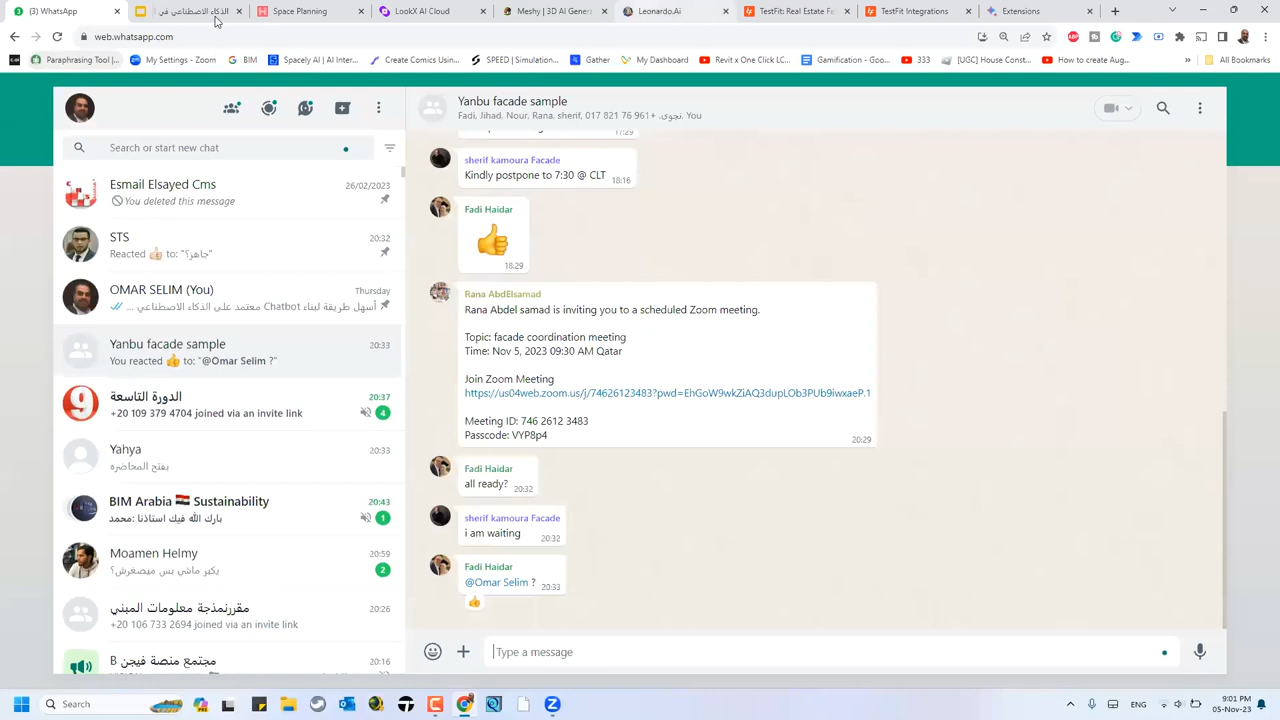 (3) WhatsApp
الذكاء الاصطناعي في
Space Planning
LookX AI Cloud
Meshy | 3D AI Genera
Leonardo.Ai
TestFit: Real Estate Fe
TestFit Integrations
Extensions
web.whatsapp.com
Paraphrasing Tool |...
My Settings - Zoom
BIM
Spacely AI | AI Inter...
Create Comics Using...
SPEED | Simulation...
Gather
My Dashboard
Revit x One Click LC...
Gamification - Goo...
333
[UGC] House Const...
How to create Aug...
All Bookmarks
Search or start new chat
Esmail Elsayed Cms
26/02/2023
You deleted this message
STS
20:32
Reacted 👍🏻 to: "جاهز؟"
OMAR SELIM (You)
Thursday
أسهل طريقة لبناء Chatbot معتمد على الذكاء الاصطناعي ...
Yanbu facade sample
20:33
You reacted 👍 to: "@Omar Selim ?"
الدورة التاسعة
20:37
+20 109 379 4704 joined via an invite link
4
Yahya
20:33
بفتح المحاضره
BIM Arabia 🇪🇬 Sustainability
20:43
بارك الله فيك استاذنا :محمد
1
Moamen Helmy
20:59
يكبر ماشي بس ميصغرش؟
2
مقررنمذجة معلومات المبني
20:26
+20 106 733 2694 joined via an invite link
مجتمع منصة فيجن B
20:16
Yanbu facade sample
Fadi, Jihad, Nour, Rana, sherif, 017 821 76 961+ ,نجوى, You
17:29
sherif kamoura Facade
Kindly postpone to 7:30 @ CLT
18:16
Fadi Haidar
👍
18:29
Rana AbdElsamad
Rana Abdel samad is inviting you to a scheduled Zoom meeting.
Topic: facade coordination meeting
Time: Nov 5, 2023 09:30 AM Qatar
Join Zoom Meeting
https://us04web.zoom.us/j/74626123483?pwd=EhGoW9wkZiAQ3dupLOb3PUb9iwxaeP.1
Meeting ID: 746 2612 3483
Passcode: VYP8p4
20:29
Fadi Haidar
all ready?
20:32
sherif kamoura Facade
i am waiting
20:32
Fadi Haidar
@Omar Selim ?
20:33
👍
Type a message
Search
ENG
9:01 PM
05-Nov-23